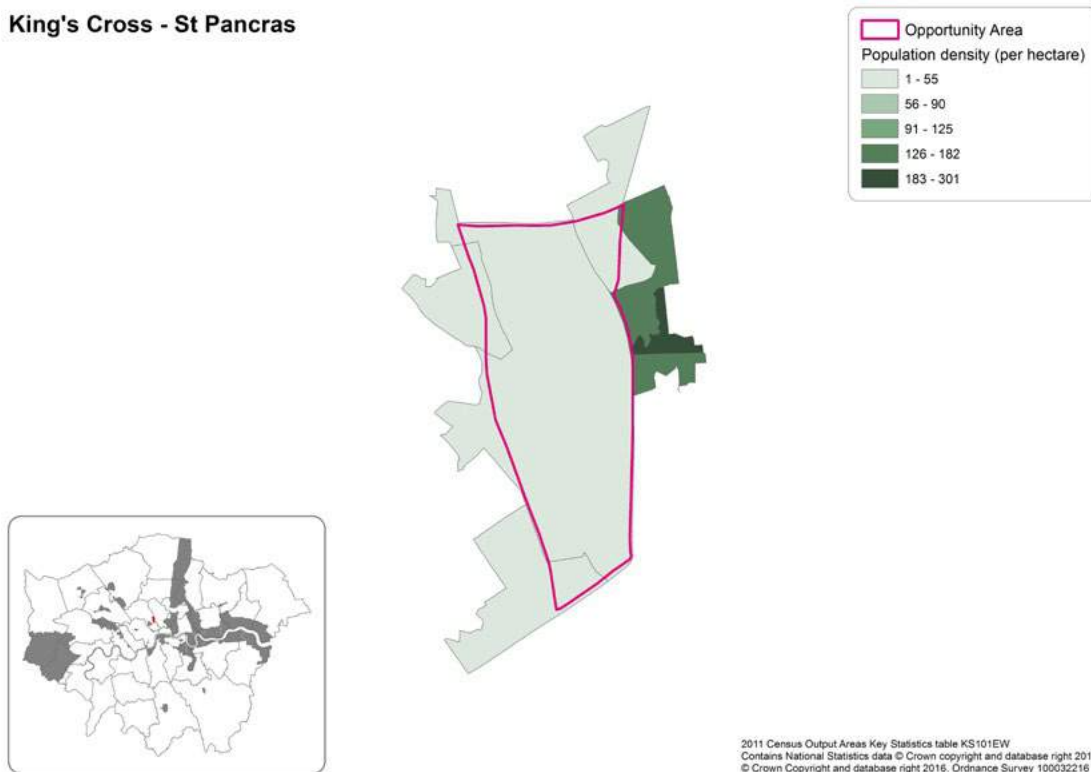 King's Cross - St Pancras
Opportunity Area
Population density (per hectare)
1 - 55
56 - 90
91 - 125
126 - 182
183 - 301
2011 Census Output Areas Key Statistics table KS101EW
Contains National Statistics data © Crown copyright and database right 201
© Crown Copyright and database right 2016. Ordnance Survey 100032216